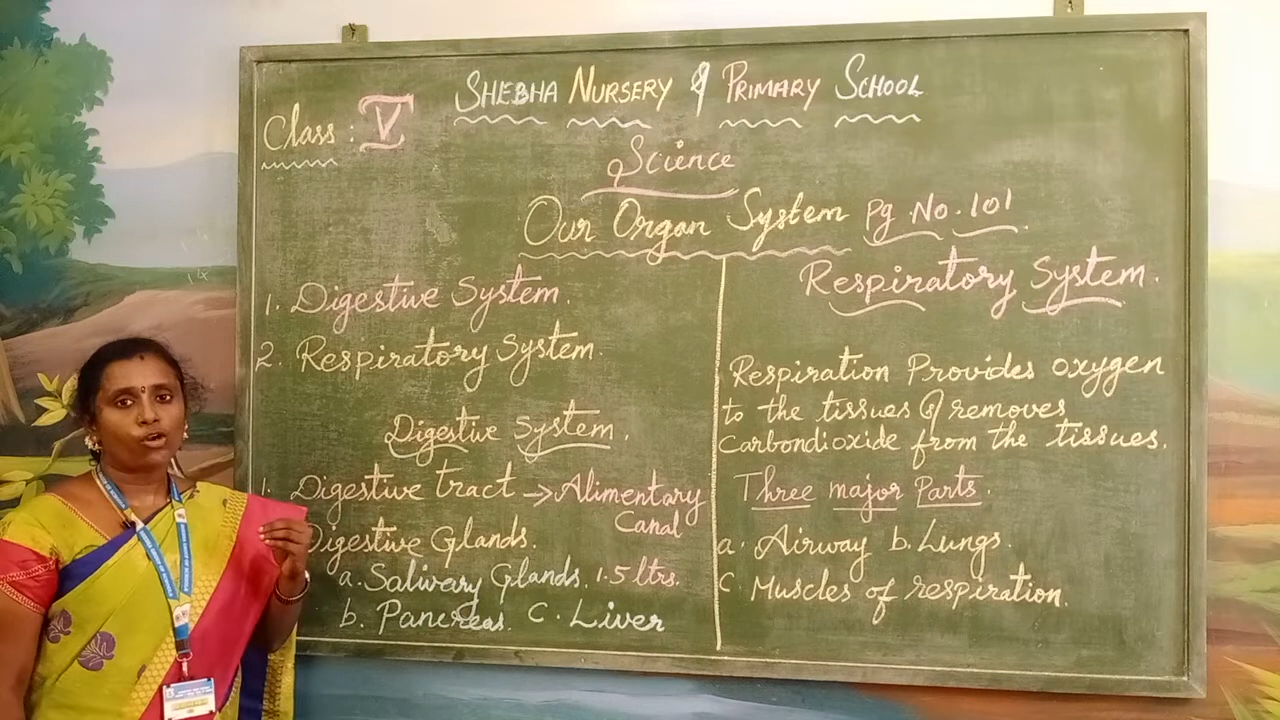 SHEBHA NURSERY & PRIMARY SCHOOL
Class : V
Science
Our Organ System Pg. No. 101
1. Digestive System.
2. Respiratory System.
Digestive System.
1. Digestive tract → Alimentary
Canal
Digestive Glands.
a. Salivary Glands. 1.5 ltrs.
b. Pancreas. C. Liver
Respiratory System.
Respiration Provides oxygen
to the tissues & removes
Carbondioxide from the tissues.
Three major Parts.
a. Airway b. Lungs.
C. Muscles of respiration.